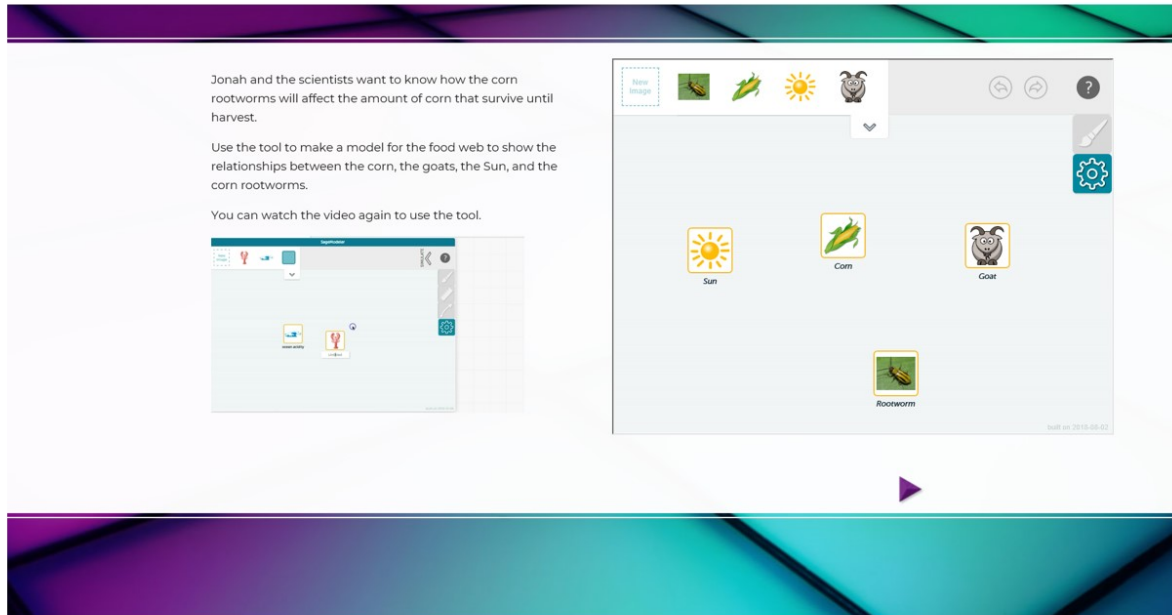 Jonah and the scientists want to know how the corn
rootworms will affect the amount of corn that survive until
harvest.
Use the tool to make a model for the food web to show the
relationships between the corn, the goats, the Sun, and the
corn rootworms.
You can watch the video again to use the tool.
SageModeler
New
Image
?
Sun
Corn
Goat
Rootworm